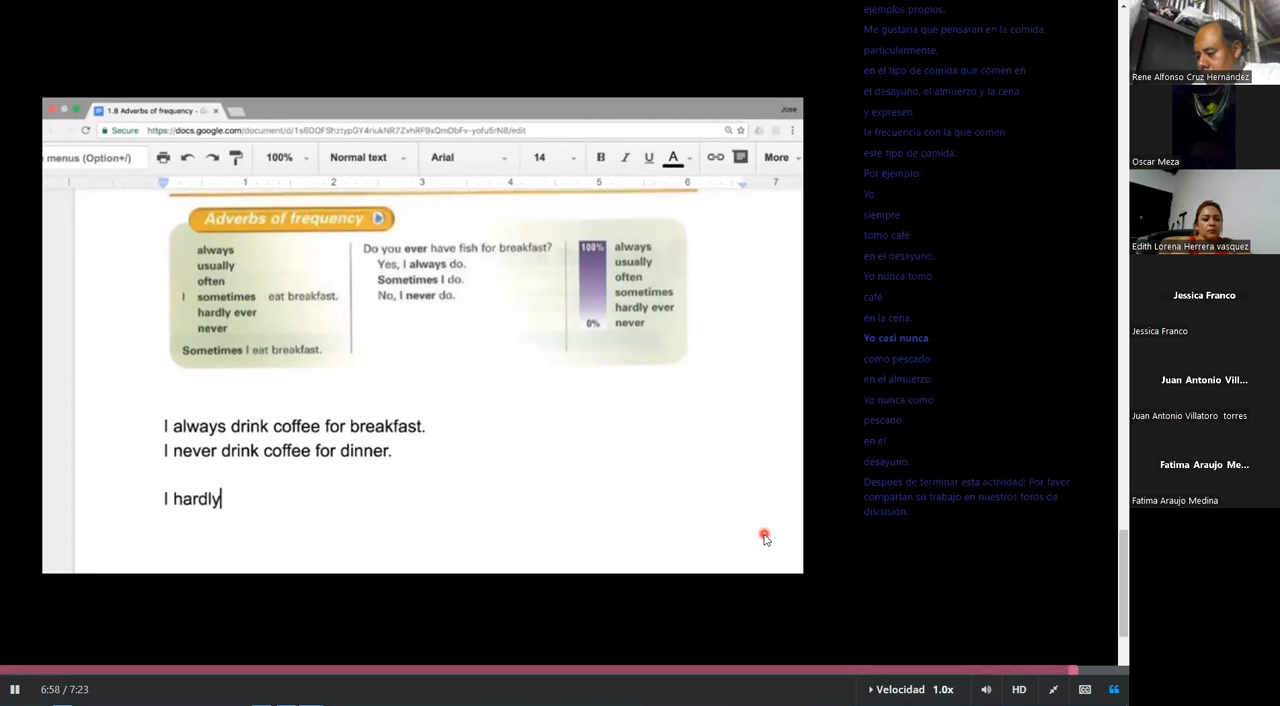 1.8 Adverbs of frequency - G
Jose
Secure https://docs.google.com/document/d/1s6DOFShztypGY4riukNR7ZvhRF9xQmDbFv-yofu5rN8/edit
menus (Option+/)
100%
Normal text
Arial
14
B I U A
More
1 2 3 4 5 6 7
Adverbs of frequency
always
usually
often
I sometimes eat breakfast.
hardly ever
never
Sometimes I eat breakfast.
Do you ever have fish for breakfast?
Yes, I always do.
Sometimes I do.
No, I never do.
100% always
usually
often
sometimes
hardly ever
0% never
I always drink coffee for breakfast.
I never drink coffee for dinner.
I hardly
ejemplos propios.
Me gustaría que pensaran en la comida,
particularmente,
en el tipo de comida que comen en
el desayuno, el almuerzo y la cena
y expresen
la frecuencia con la que comen
este tipo de comida.
Por ejemplo:
Yo
siempre
tomo café
en el desayuno.
Yo nunca tomo
café
en la cena.
Yo casi nunca
como pescado
en el almuerzo.
Yo nunca como
pescado
en el
desayuno.
Después de terminar esta actividad; Por favor
compartan su trabajo en nuestros foros de
discusión.
6:58 / 7:23
Velocidad 1.0x
HD
CC
Rene Alfonso Cruz Hernández
Oscar Meza
Edith Lorena Herrera vasquez
Jessica Franco
Jessica Franco
Juan Antonio Vill...
Juan Antonio Villatoro torres
Fatima Araujo Me...
Fatima Araujo Medina